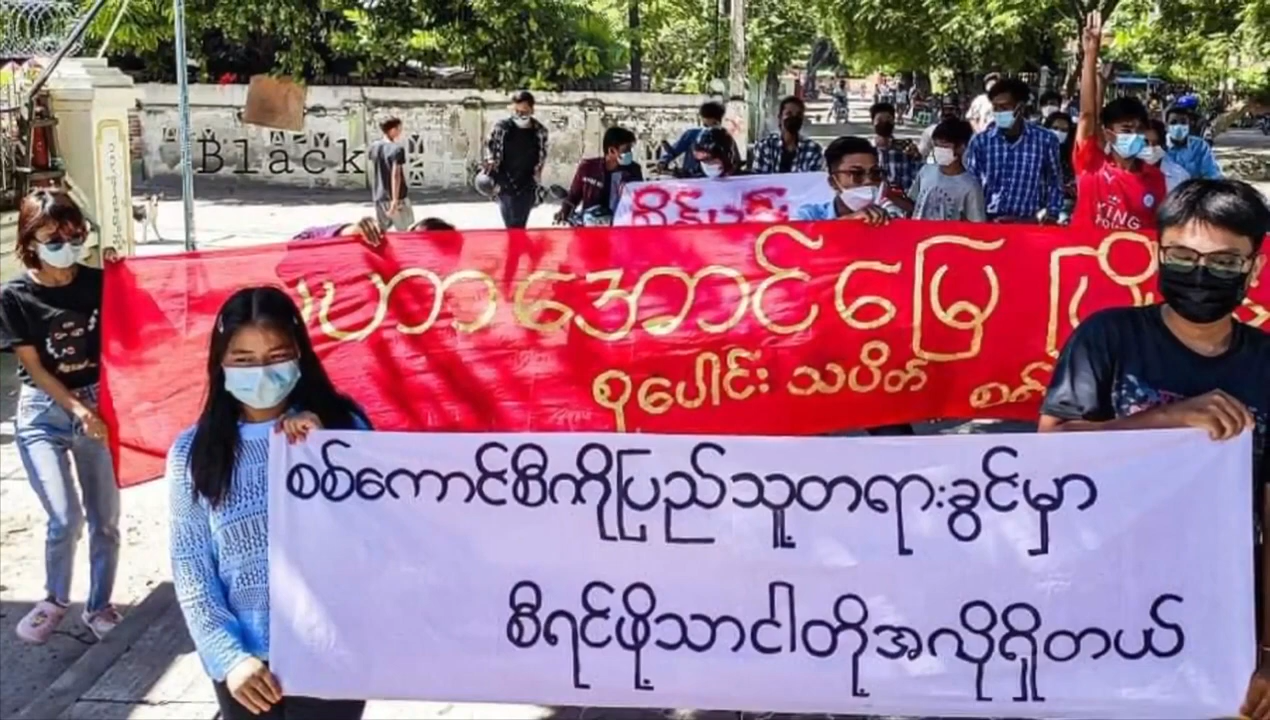 Black
မဟာအောင်မြေ
စုပေါင်း သပိတ်
စစ်ကောင်စီကိုပြည်သူ့တရားခွင်မှာ
စီရင်ဖို့သာငါတို့အလိုရှိတယ်